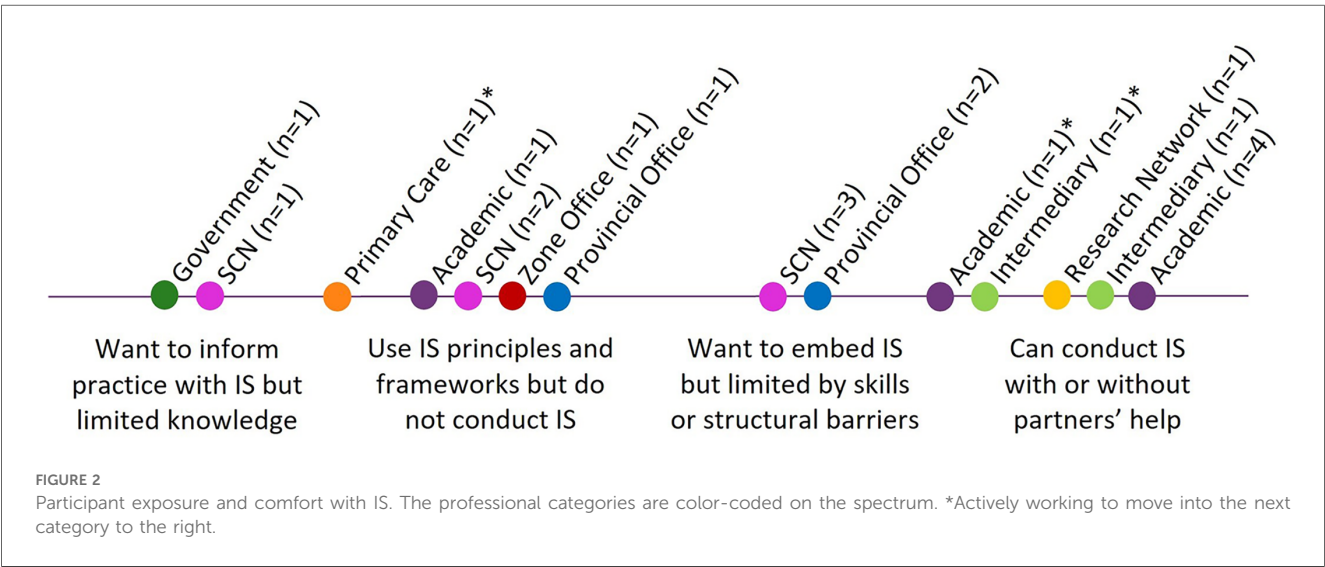 Government (n=1)
SCN (n=1)
Primary Care (n=1)*
Academic (n=1)
SCN (n=2)
Zone Office (n=1)
Provincial Office (n=1)
SCN (n=3)
Provincial Office (n=2)
Academic (n=1)*
Intermediary (n=1)*
Research Network (n=1)
Intermediary (n=1)
Academic (n=4)
Want to inform
practice with IS but
limited knowledge
Use IS principles and
frameworks but do
not conduct IS
Want to embed IS
but limited by skills
or structural barriers
Can conduct IS
with or without
partners’ help
FIGURE 2
Participant exposure and comfort with IS. The professional categories are color-coded on the spectrum. *Actively working to move into the next
category to the right.